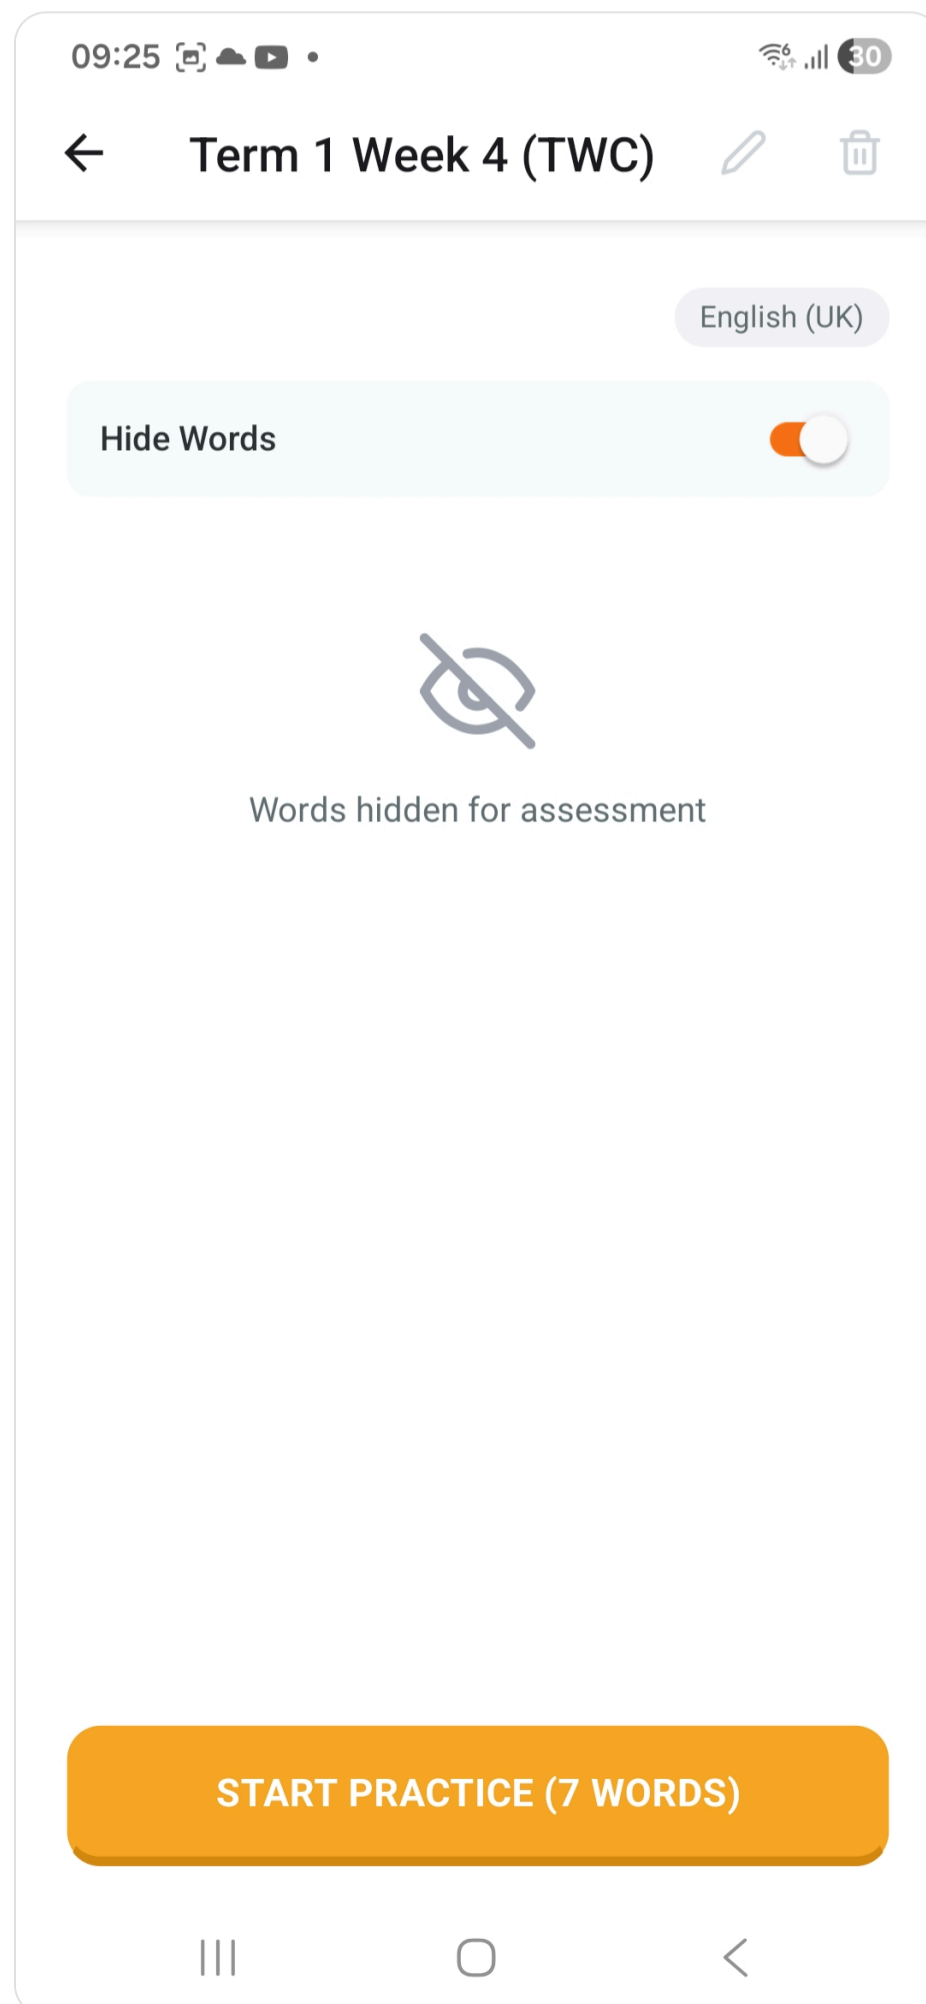 09:25
6
30
Term 1 Week 4 (TWC)
English (UK)
Hide Words
Words hidden for assessment
START PRACTICE (7 WORDS)